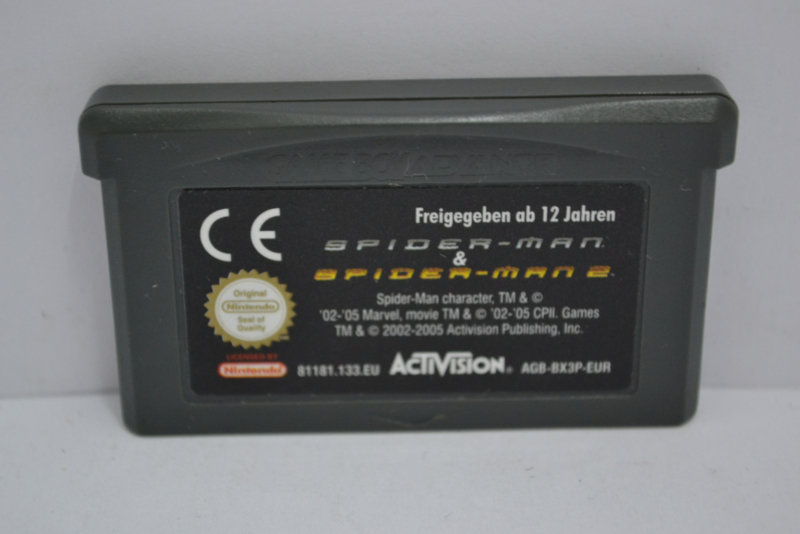 GAME BOY ADVANCE
CE
Freigegeben ab 12 Jahren
SPIDER-MAN
&
SPIDER-MAN 2
Spider-Man character, TM & ©
'02-'05 Marvel, movie TM & © '02-'05 CPII. Games
TM & © 2002-2005 Activision Publishing, Inc.
Original
Nintendo
Seal of
Quality
LICENSED BY
Nintendo
81181.133.EU
ACTIVISION®
AGB-BX3P-EUR